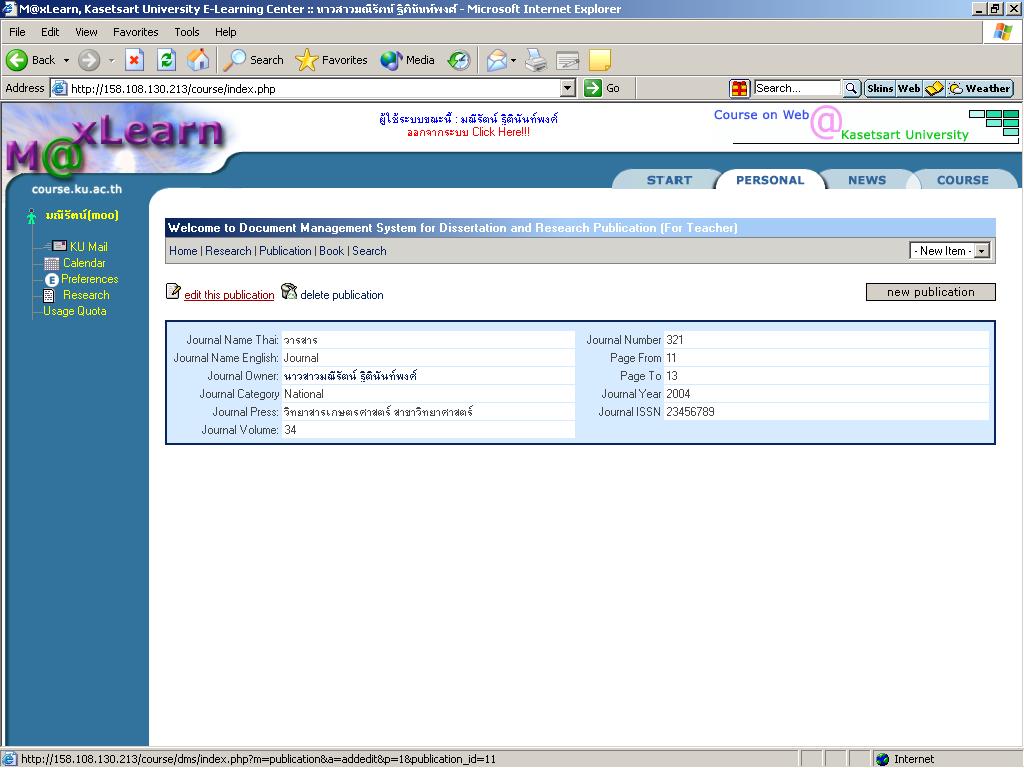 M@xLearn, Kasetsart University E-Learning Center :: นาวสาวมณีรัตน์ ฐิตินันท์พงศ์ - Microsoft Internet Explorer
File Edit View Favorites Tools Help
Back Search Favorites Media
Address http://158.108.130.213/course/index.php Go Search... Skins Web Weather
M@xLearn
course.ku.ac.th
ผู้ใช้ระบบขณะนี้ : มณีรัตน์ ฐิตินันท์พงศ์
ออกจากระบบ Click Here!!!
Course on Web @ Kasetsart University
START PERSONAL NEWS COURSE
มณีรัตน์(moo)
KU Mail
Calendar
Preferences
Research
Usage Quota
Welcome to Document Management System for Dissertation and Research Publication (For Teacher)
Home | Research | Publication | Book | Search - New Item -
edit this publication delete publication new publication
Journal Name Thai: วารสาร Journal Number 321
Journal Name English: Journal Page From 11
Journal Owner: นาวสาวมณีรัตน์ ฐิตินันท์พงศ์ Page To 13
Journal Category National Journal Year 2004
Journal Press: วิทยาสารเกษตรศาสตร์ สาขาวิทยาศาสตร์ Journal ISSN 23456789
Journal Volume: 34
http://158.108.130.213/course/dms/index.php?m=publication&a=addedit&p=1&publication_id=11 Internet